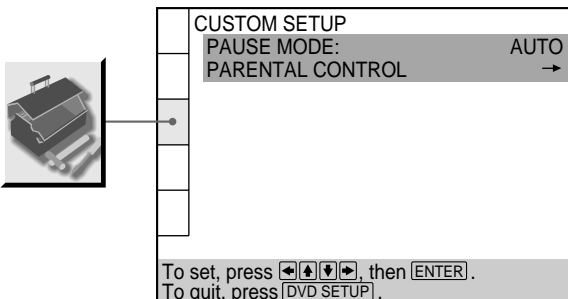 CUSTOM SETUP
PAUSE MODE: AUTO
PARENTAL CONTROL →
To set, press ←↑↓→, then ENTER.
To quit, press DVD SETUP.